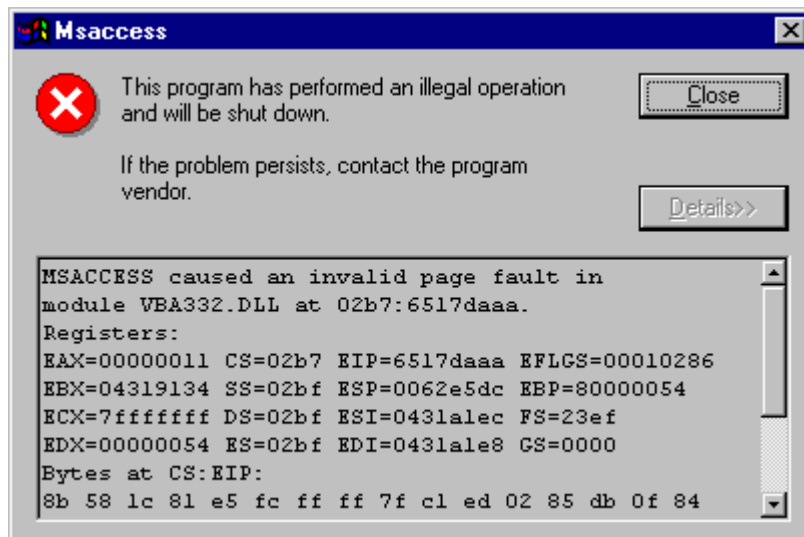 Msaccess
This program has performed an illegal operation
and will be shut down.
If the problem persists, contact the program
vendor.
Close
Details>>
MSACCESS caused an invalid page fault in
module VBA332.DLL at 02b7:6517daaa.
Registers:
EAX=00000011 CS=02b7 EIP=6517daaa EFLGS=00010286
EBX=04319134 SS=02bf ESP=0062e5dc EBP=80000054
ECX=7fffffff DS=02bf ESI=0431a1ec FS=23ef
EDX=00000054 ES=02bf EDI=0431a1e8 GS=0000
Bytes at CS:EIP:
8b 58 1c 81 e5 fc ff ff 7f c1 ed 02 85 db 0f 84